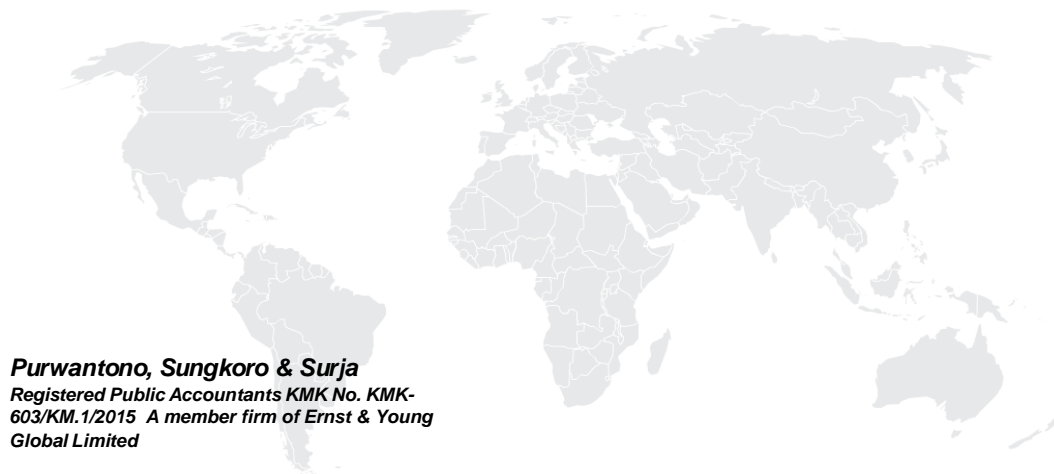 Purwantono, Sungkoro & Surja
Registered Public Accountants KMK No. KMK-
603/KM.1/2015 A member firm of Ernst & Young
Global Limited